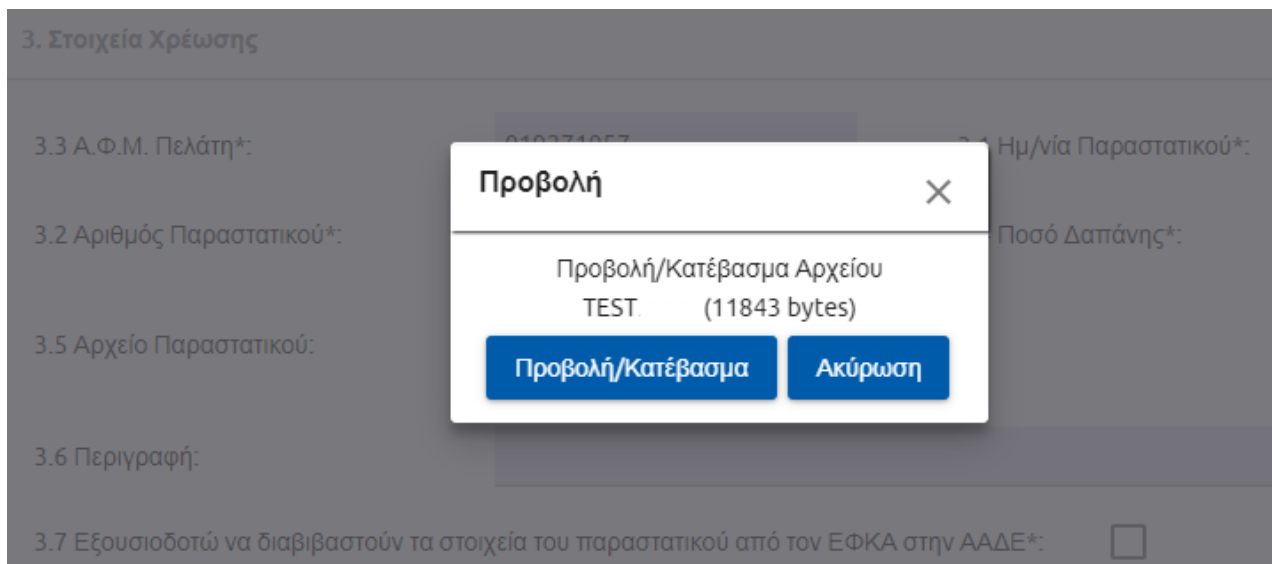 3. Στοιχεία Χρέωσης
3.3 Α.Φ.Μ. Πελάτη*:
Ημ/νία Παραστατικού*:
Προβολή
3.2 Αριθμός Παραστατικού*:
Ποσό Δαπάνης*:
Προβολή/Κατέβασμα Αρχείου
TEST. (11843 bytes)
3.5 Αρχείο Παραστατικού:
Προβολή/Κατέβασμα Ακύρωση
3.6 Περιγραφή:
3.7 Εξουσιοδοτώ να διαβιβαστούν τα στοιχεία του παραστατικού από τον ΕΦΚΑ στην ΑΑΔΕ*: